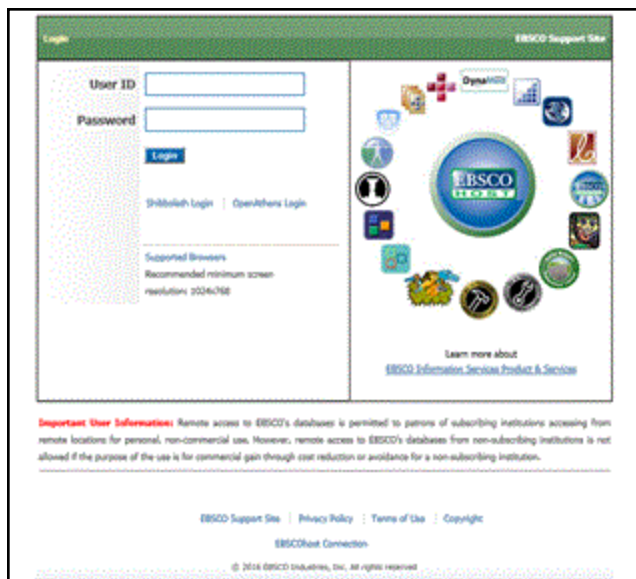 Login EBSCO Support Site
User ID
Password
Login
Shibboleth Login | OpenAthens Login
Supported Browsers
Recommended minimum screen
resolution: 1024x768
DynaMed
EBSCO
HOST
Learn more about
EBSCO Information Services Product & Services
Important User Information: Remote access to EBSCO's databases is permitted to patrons of subscribing institutions accessing from
remote locations for personal, non-commercial use. However, remote access to EBSCO's databases from non-subscribing institutions is not
allowed if the purpose of the use is for commercial gain through cost reduction or avoidance for a non-subscribing institution.
EBSCO Support Site | Privacy Policy | Terms of Use | Copyright
EBSCOhost Connection
© 2016 EBSCO Industries, Inc. All rights reserved